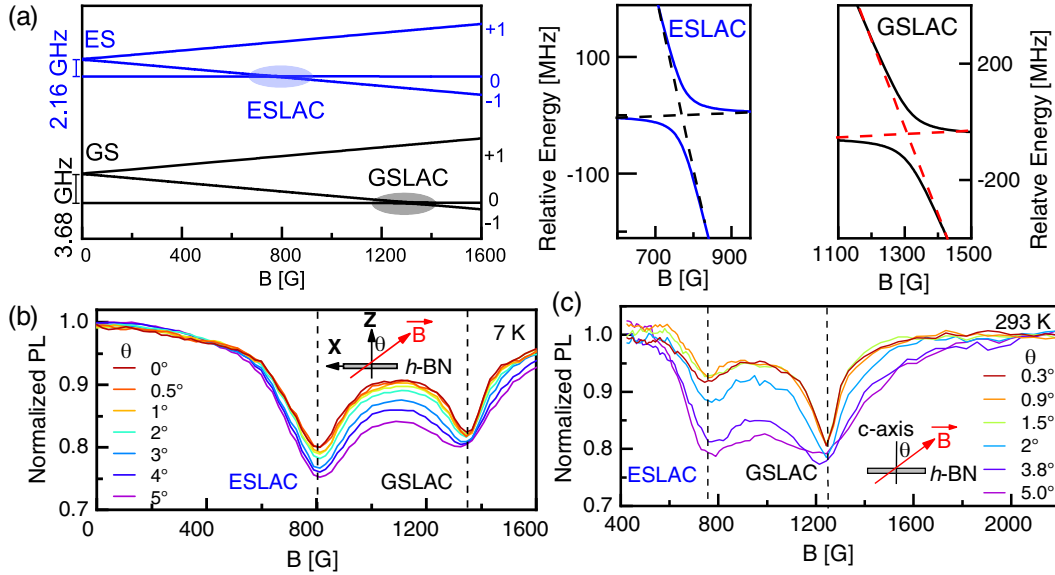 (a)
ES
+1
0
-1
2.16 GHz
ESLAC
GS
+1
GSLAC
0
-1
3.68 GHz
0
400
800
1200
1600
B [G]
ESLAC
Relative Energy [MHz]
100
-100
700
900
B [G]
GSLAC
Relative Energy [MHz]
200
-200
1100
1300
1500
B [G]
(b)
7 K
Z
B
θ
X
h-BN
θ
0°
0.5°
1°
2°
3°
4°
5°
ESLAC
GSLAC
Normalized PL
1.0
0.9
0.8
0.7
0
400
800
1200
1600
B [G]
(c)
293 K
θ
0.3°
0.9°
1.5°
2°
3.8°
5.0°
c-axis
θ
B
h-BN
ESLAC
GSLAC
Normalized PL
1.0
0.9
0.8
0.7
400
800
1200
1600
2000
B [G]